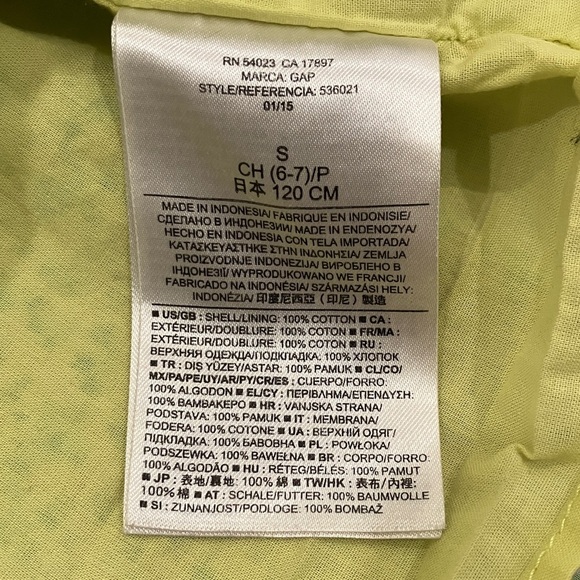 RN 54023 CA 17897
MARCA: GAP
STYLE/REFERENCIA: 536021
01/15
S
CH (6-7)/P
日本 120 CM
MADE IN INDONESIA/ FABRIQUE EN INDONISIE/
СДЕЛАНО В ИНДОНЕЗИИ/ MADE IN ENDENOZYA/
HECHO EN INDONESIA CON TELA IMPORTADA/
ΚΑΤΑΣΚΕΥΑΣΤΗΚΕ ΣΤΗΝ ΙΝΔΟΝΗΣΙΑ/ ZEMLJA
PROIZVODNJE INDONEZIJA/ ВИРОБЛЕНО В
ІНДОНЕЗІЇ/ WYPRODUKOWANO WE FRANCJI/
FABRICADO NA INDONÉSIA/ SZÁRMAZÁSI HELY:
INDONÉZIA/ 印度尼西亞 (印尼) 製造
■ US/GB : SHELL/LINING: 100% COTTON ■ CA :
EXTÉRIEUR/DOUBLURE: 100% COTON ■ FR/MA :
EXTÉRIEUR/DOUBLURE: 100% COTON ■ RU :
ВЕРХНЯЯ ОДЕЖДА/ПОДКЛАДКА: 100% ХЛОПОК
■ TR : DIŞ YÜZEY/ASTAR: 100% PAMUK ■ CL/CO/
MX/PA/PE/UY/AR/PY/CR/ES : CUERPO/FORRO:
100% ALGODON ■ EL/CY : ΠΕΡΙΒΛΗΜΑ/ΕΠΕΝΔΥΣΗ:
100% ΒΑΜΒΑΚΕΡΟ ■ HR : VANJSKA STRANA/
PODSTAVA: 100% PAMUK ■ IT : MEMBRANA/
FODERA: 100% COTONE ■ UA : ВЕРХНІЙ ОДЯГ/
ПІДКЛАДКА: 100% БАВОВНА ■ PL : POWŁOKA/
PODSZEWKA: 100% BAWEŁNA ■ BR : CORPO/FORRO:
100% ALGODÃO ■ HU : RÉTEG/BÉLÉS: 100% PAMUT
■ JP : 表地/裏地: 100% 綿 ■ TW/HK : 表布/內裡:
100% 棉 ■ AT : SCHALE/FUTTER: 100% BAUMWOLLE
■ SI : ZUNANJOST/PODLOGE: 100% BOMBAŽ